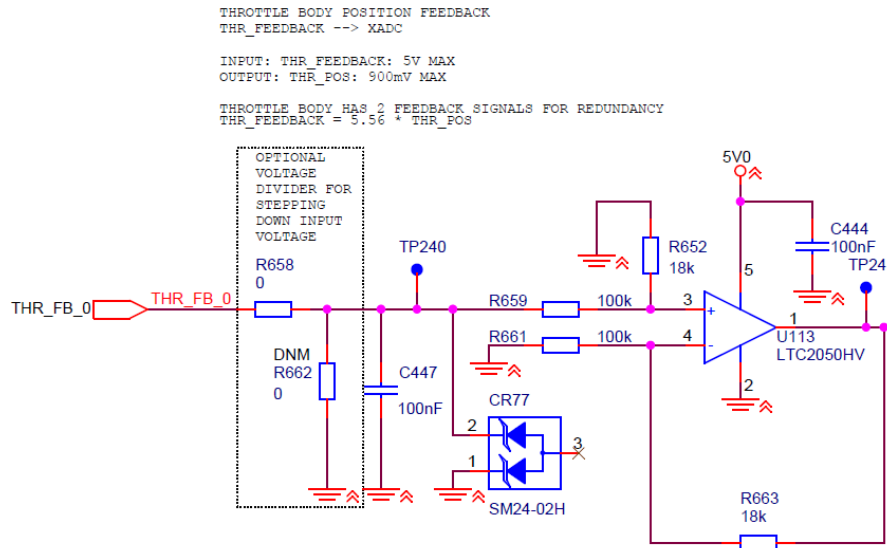 THROTTLE BODY POSITION FEEDBACK
THR_FEEDBACK --> XADC
INPUT: THR_FEEDBACK: 5V MAX
OUTPUT: THR_POS: 900mV MAX
THROTTLE BODY HAS 2 FEEDBACK SIGNALS FOR REDUNDANCY
THR_FEEDBACK = 5.56 * THR_POS
OPTIONAL
VOLTAGE
DIVIDER FOR
STEPPING
DOWN INPUT
VOLTAGE
5V0
C444
100nF
TP24
TP240
R652
18k
5
R658
0
THR_FB_0
THR_FB_0
R659
100k
3
+
1
U113
LTC2050HV
R661
100k
4
-
2
DNM
R662
0
C447
100nF
CR77
2
1
3
SM24-02H
R663
18k